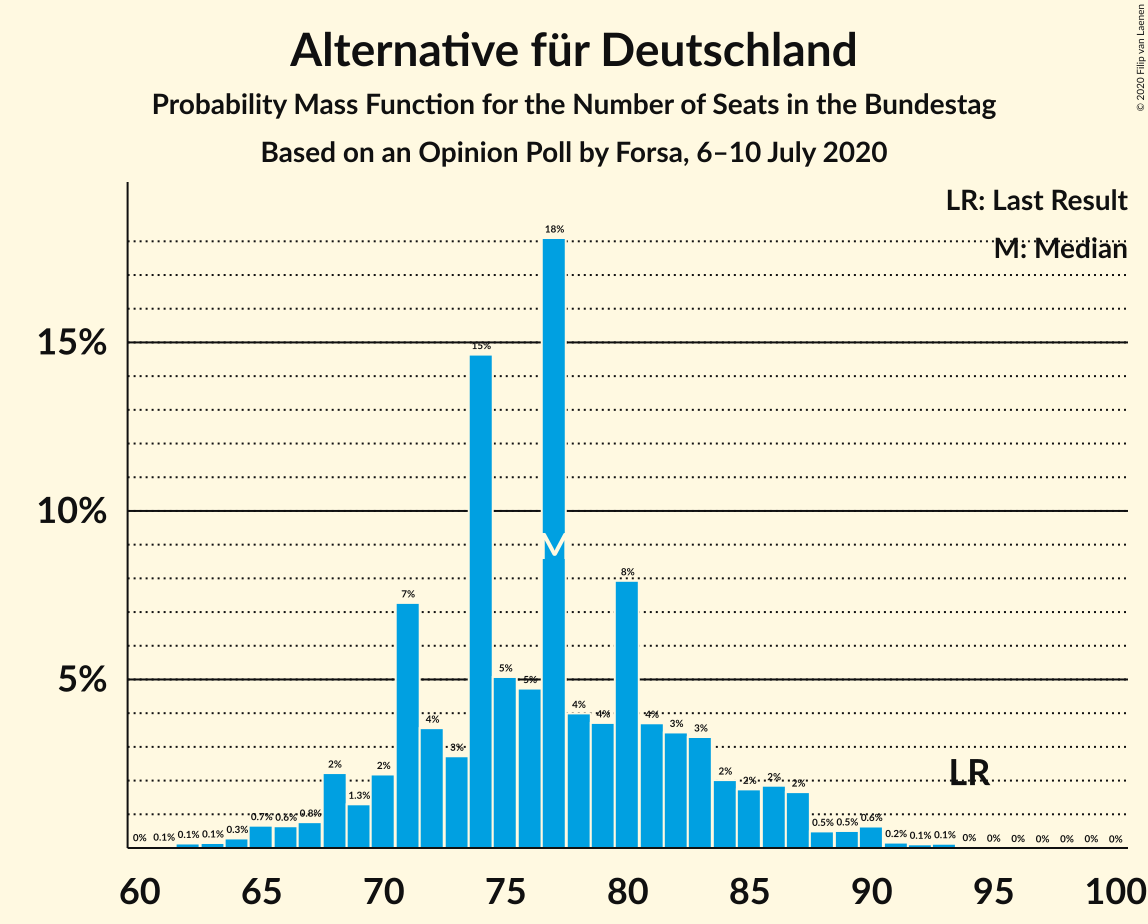 Alternative für Deutschland
Probability Mass Function for the Number of Seats in the Bundestag
Based on an Opinion Poll by Forsa, 6–10 July 2020
© 2020 Filip van Laenen
LR: Last Result
M: Median
15%
10%
5%
0% 0.1% 0.1% 0.1% 0.3% 0.7% 0.6% 0.8% 2% 1.3% 2% 7% 4% 3% 15% 5% 5% 18% 4% 4% 8% 4% 3% 3% 2% 2% 2% 2% 0.5% 0.5% 0.6% 0.2% 0.1% 0.1% 0% 0% 0% 0% 0% 0% 0%
M
LR
60 65 70 75 80 85 90 95 100